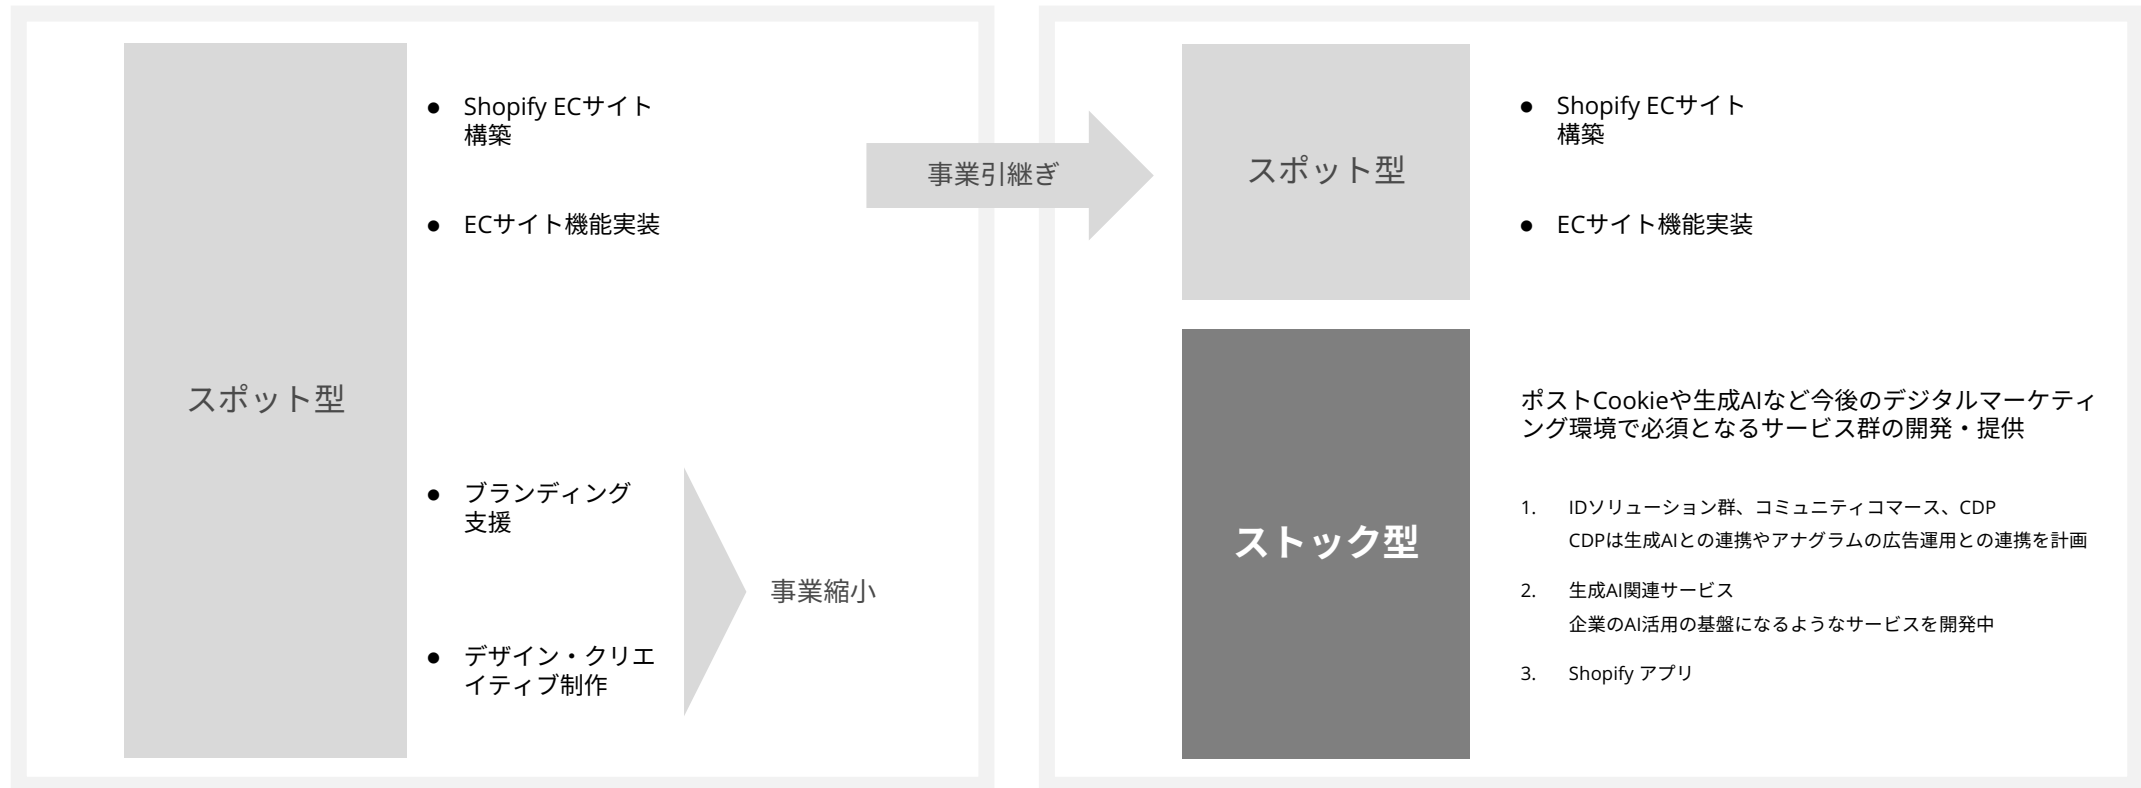 スポット型
● Shopify ECサイト
構築
● ECサイト機能実装
● ブランディング
支援
● デザイン・クリエ
イティブ制作
事業縮小
事業引継ぎ
スポット型
● Shopify ECサイト
構築
● ECサイト機能実装
ストック型
ポストCookieや生成AIなど今後のデジタルマーケティ
ング環境で必須となるサービス群の開発・提供
1. IDソリューション群、コミュニティコマース、CDP
CDPは生成AIとの連携やアナグラムの広告運用との連携を計画
2. 生成AI関連サービス
企業のAI活用の基盤になるようなサービスを開発中
3. Shopify アプリ